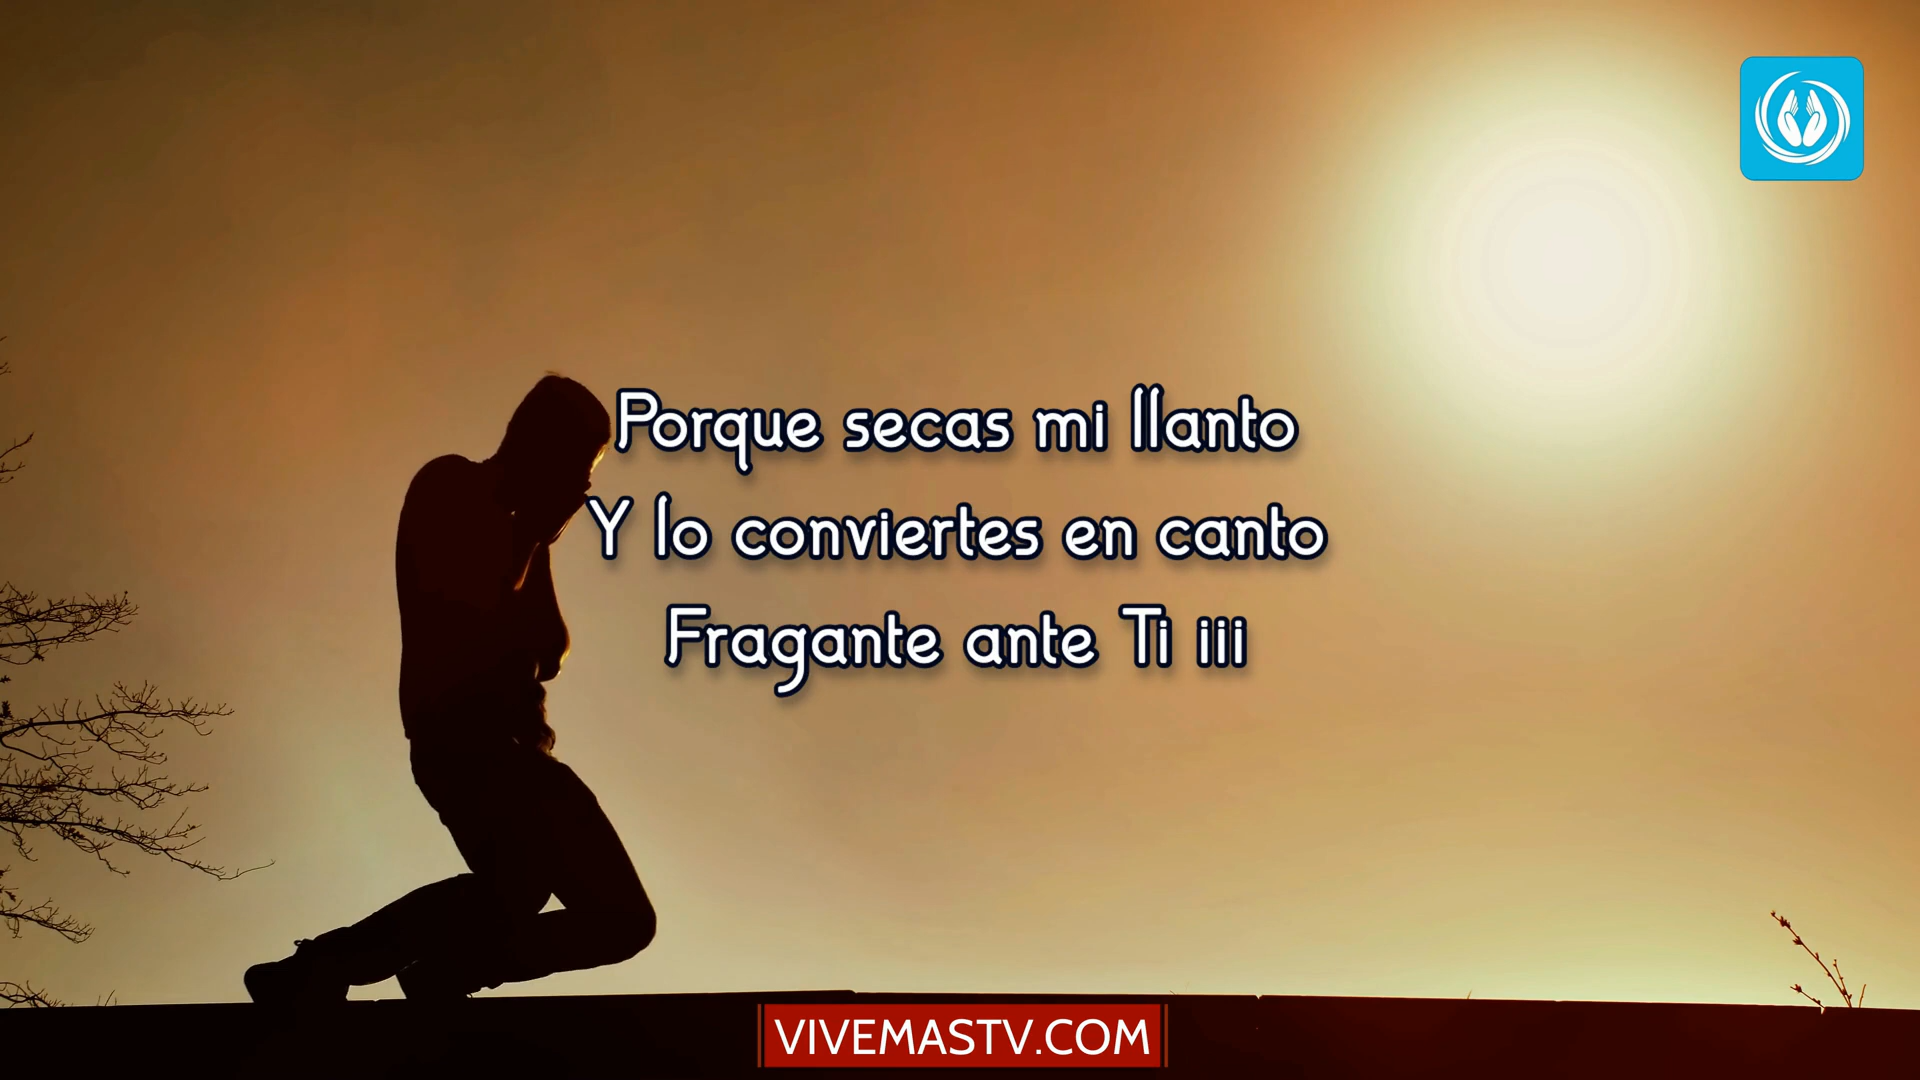 Porque secas mi llanto
Y lo conviertes en canto
Fragante ante Ti iii
VIVEMASTV.COM